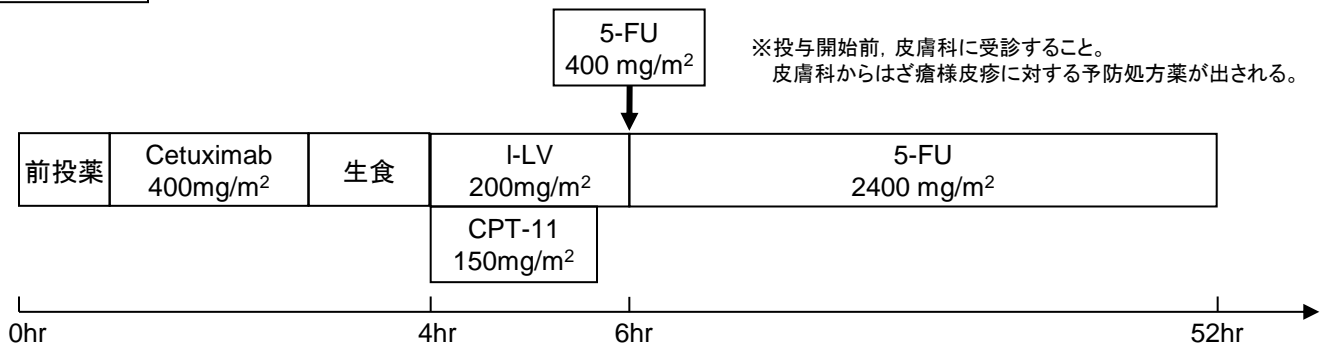 5-FU
400 mg/m²
※投与開始前，皮膚科に受診すること。
皮膚科からはざ瘡様皮疹に対する予防処方薬が出される。
前投薬
Cetuximab
400mg/m²
生食
l-LV
200mg/m²
5-FU
2400 mg/m²
CPT-11
150mg/m²
0hr
4hr
6hr
52hr